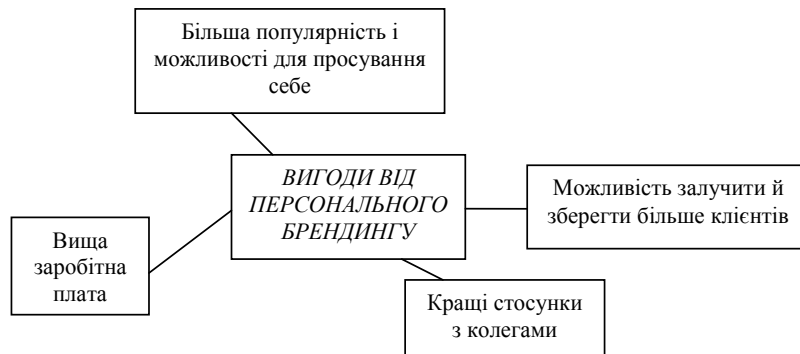 Більша популярність і
можливості для просування
себе
ВИГОДИ ВІД
ПЕРСОНАЛЬНОГО
БРЕНДИНГУ
Можливість залучити й
зберегти більше клієнтів
Вища
заробітна
плата
Кращі стосунки
з колегами